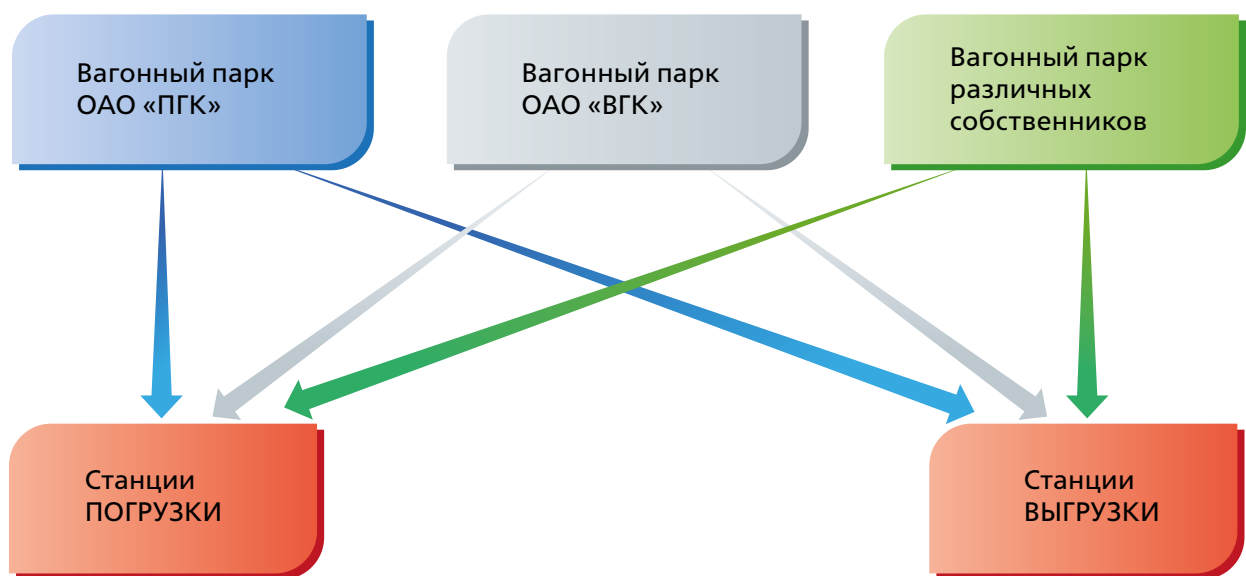 Вагонный парк
ОАО «ПГК»
Вагонный парк
ОАО «ВГК»
Вагонный парк
различных
собственников
Станции
ПОГРУЗКИ
Станции
ВЫГРУЗКИ